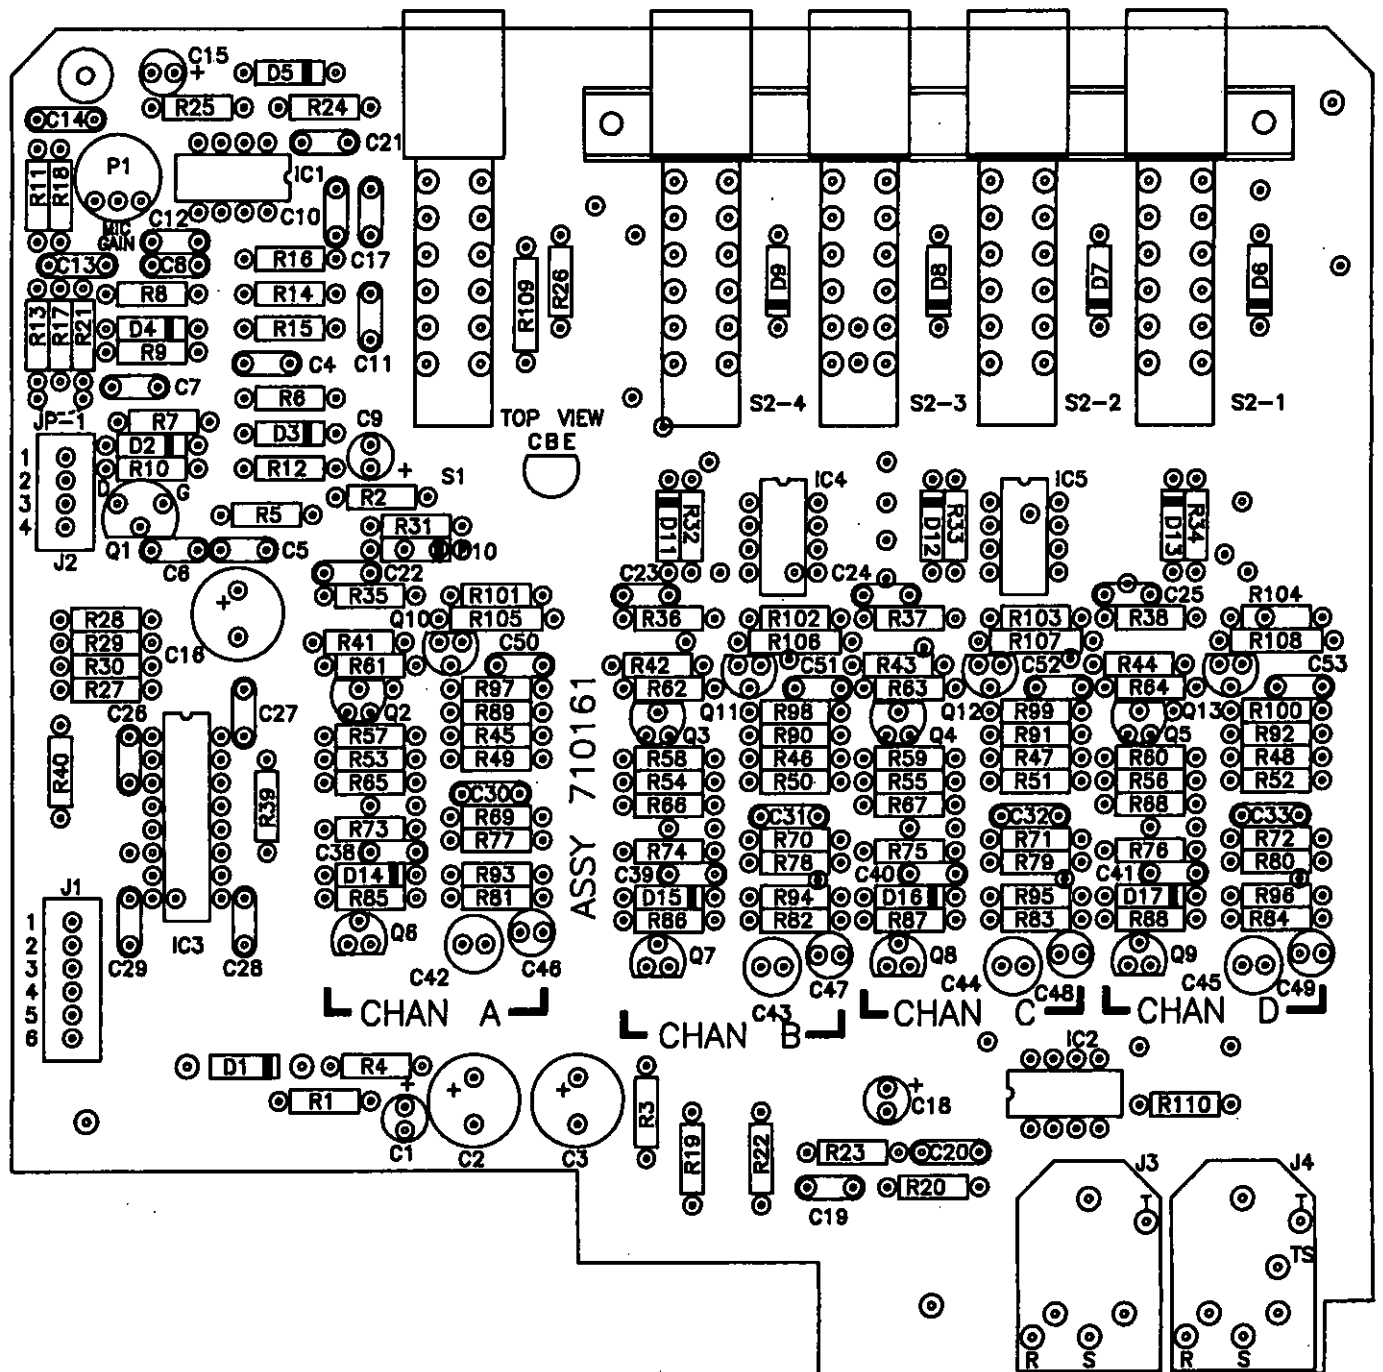 C15
+
D5
R25
R24
C14
C21
P1
IC1
R11
R18
MIC
GAIN
C12
C10
C13
C8
R16
C17
R8
R14
R109
R26
D9
D8
D7
D6
R13
R17
R21
D4
R15
R9
C4
C11
C7
R6
JP-1
R7
D3
C9
+
TOP VIEW
CBE
S2-4
S2-3
S2-2
S2-1
1
2
3
4
J2
D2
R10
R12
S1
D
G
R2
Q1
R5
R31
C6
C5
D10
C22
IC4
IC5
D11
R32
D12
R33
D13
R34
C23
C24
C25
+
C16
R28
R29
R30
R27
R35
R101
Q10
R105
R41
C50
R61
R36
R102
R106
R37
R103
R107
R38
R104
R108
R42
C51
R43
C52
R44
C53
R62
R63
R64
C26
C27
Q2
R97
R89
Q11
Q12
Q13
R98
R99
R100
R40
R39
R57
R45
R53
R49
R65
Q3
R90
Q4
R91
Q5
R92
R58
R46
R59
R47
R60
R48
R54
R50
R55
R51
R56
R52
R66
R67
R68
C30
R69
R73
R77
C38
C31
C32
C33
R70
R71
R72
R74
R78
R75
R79
R76
R80
D14
R93
R85
R81
C39
C40
C41
D15
R94
D16
R95
D17
R96
R86
R82
R87
R83
R88
R84
J1
1
2
3
4
5
6
IC3
C29
C28
Q6
C42
C46
Q7
C43
C47
Q8
C44
C48
Q9
C45
C49
ASSY 710161
CHAN A
CHAN B
CHAN C
CHAN D
D1
R4
R1
+
C1
+
C2
+
C3
R3
R19
R22
+
C18
IC2
R110
R23
C20
R20
C19
J3
T
R
S
J4
T
TS
R
S